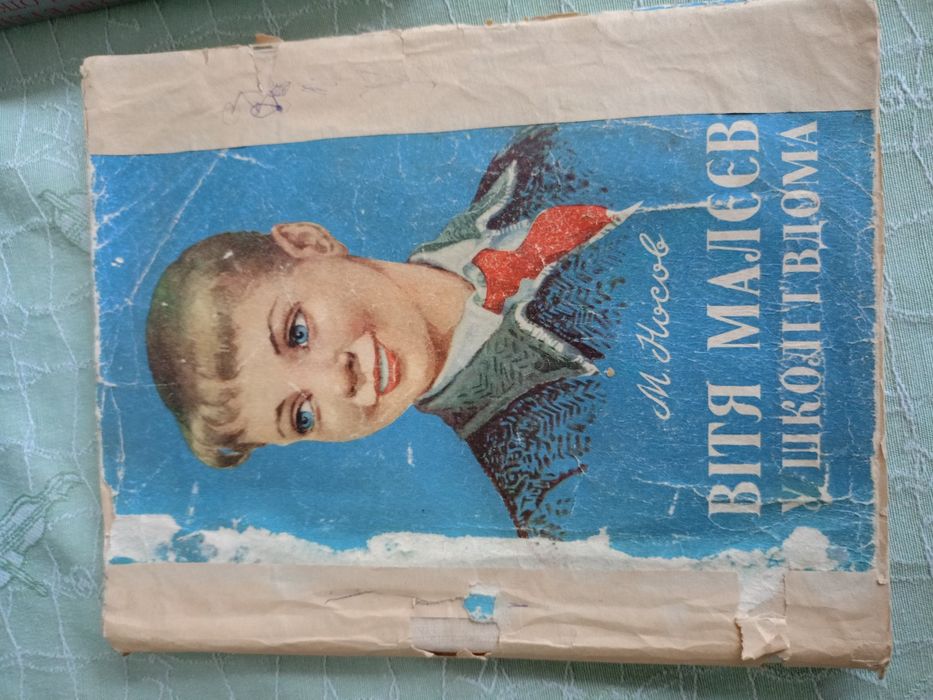 М. Носов
ВІТЯ МАЛЄЄВ
У ШКОЛІ І ВДОМА